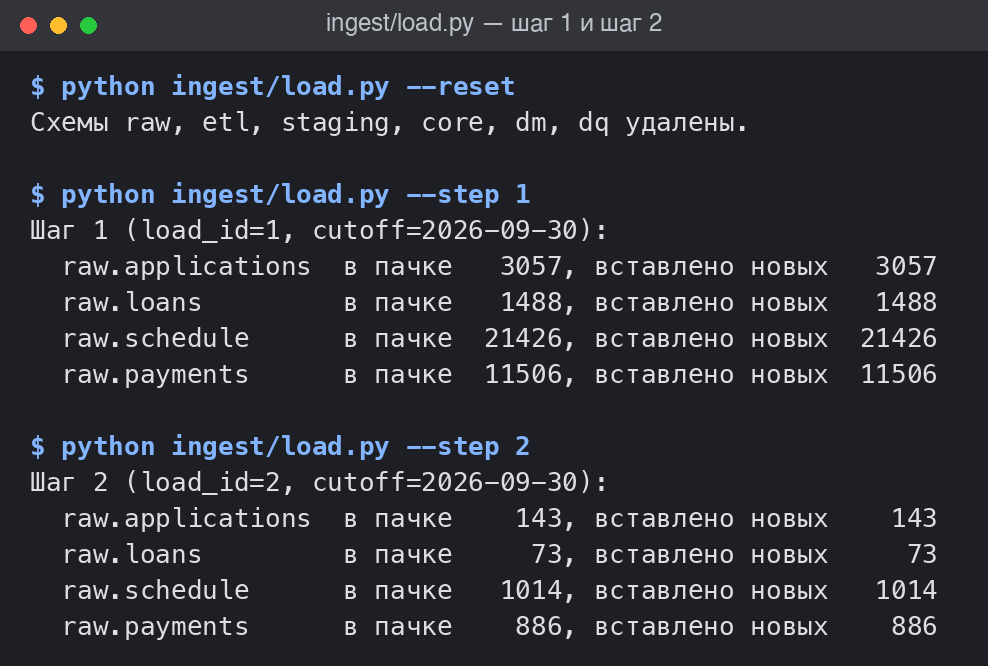 ingest/load.py — шаг 1 и шаг 2
$ python ingest/load.py --reset
Схемы raw, etl, staging, core, dm, dq удалены.
$ python ingest/load.py --step 1
Шаг 1 (load_id=1, cutoff=2026-09-30):
raw.applications  в пачке   3057, вставлено новых   3057
raw.loans         в пачке   1488, вставлено новых   1488
raw.schedule      в пачке  21426, вставлено новых  21426
raw.payments      в пачке  11506, вставлено новых  11506
$ python ingest/load.py --step 2
Шаг 2 (load_id=2, cutoff=2026-09-30):
raw.applications  в пачке    143, вставлено новых    143
raw.loans         в пачке     73, вставлено новых     73
raw.schedule      в пачке   1014, вставлено новых   1014
raw.payments      в пачке    886, вставлено новых    886